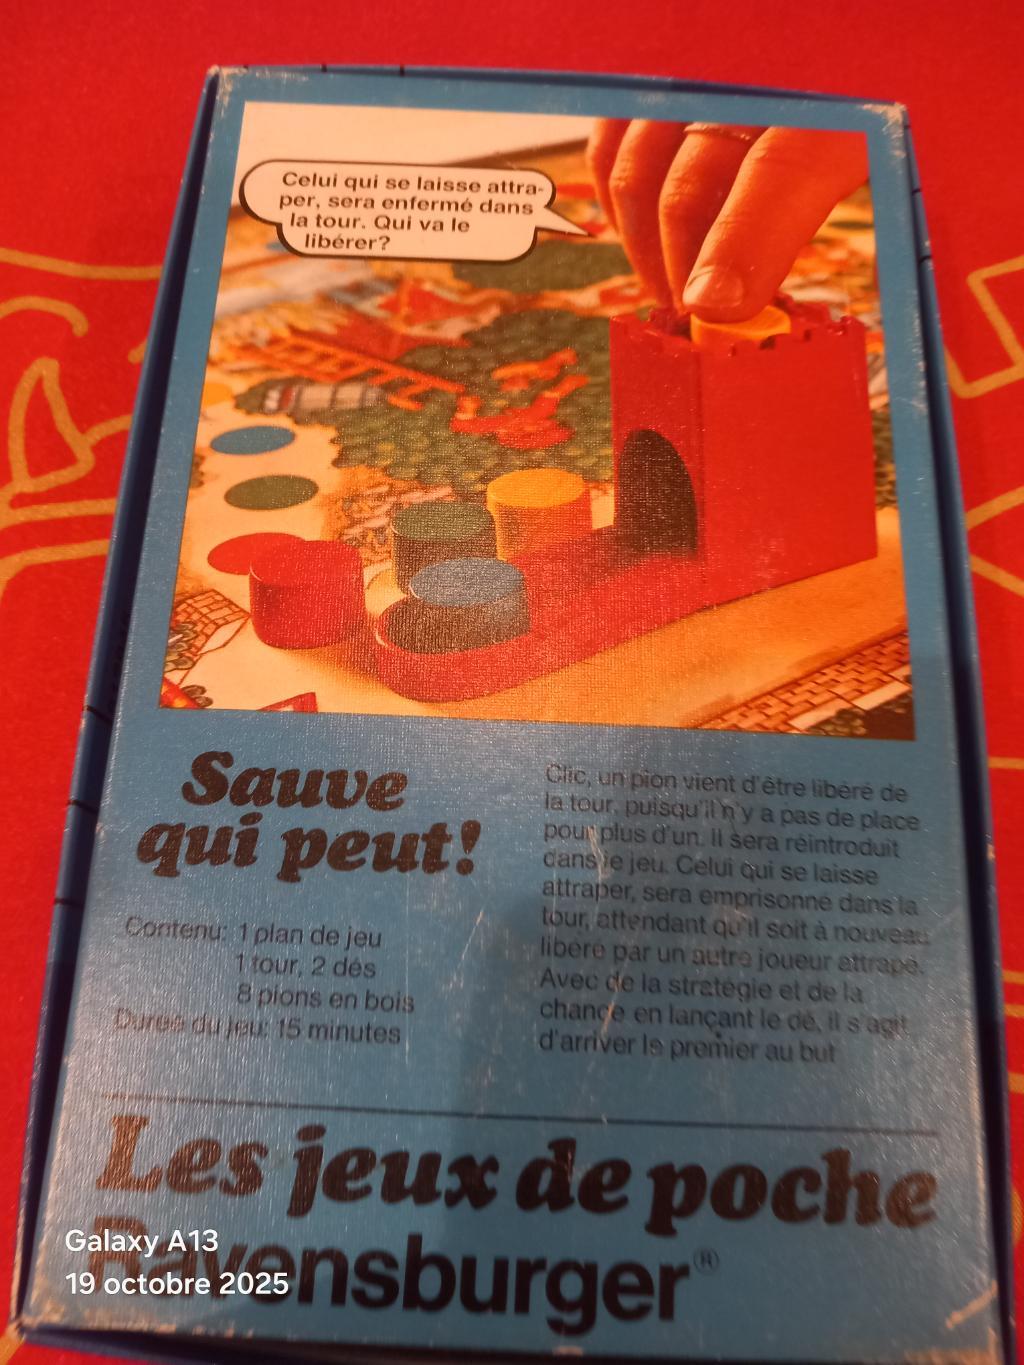 Celui qui se laisse attra-
per, sera enfermé dans
la tour. Qui va le
libérer?
Sauve
qui peut!
Contenu: 1 plan de jeu
1 tour, 2 dés
8 pions en bois
Durée du jeu: 15 minutes
Clic, un pion vient d'être libéré de
la tour, puisqu'il n'y a pas de place
pour plus d'un. Il sera réintroduit
dans le jeu. Celui qui se laisse
attraper, sera emprisonné dans la
tour, attendant qu'il soit à nouveau
libéré par un autre joueur attrapé.
Avec de la stratégie et de la
chance en lançant le dé, il s'agit
d'arriver le premier au but
Les jeux de poche
Ravensburger®
Galaxy A13
19 octobre 2025